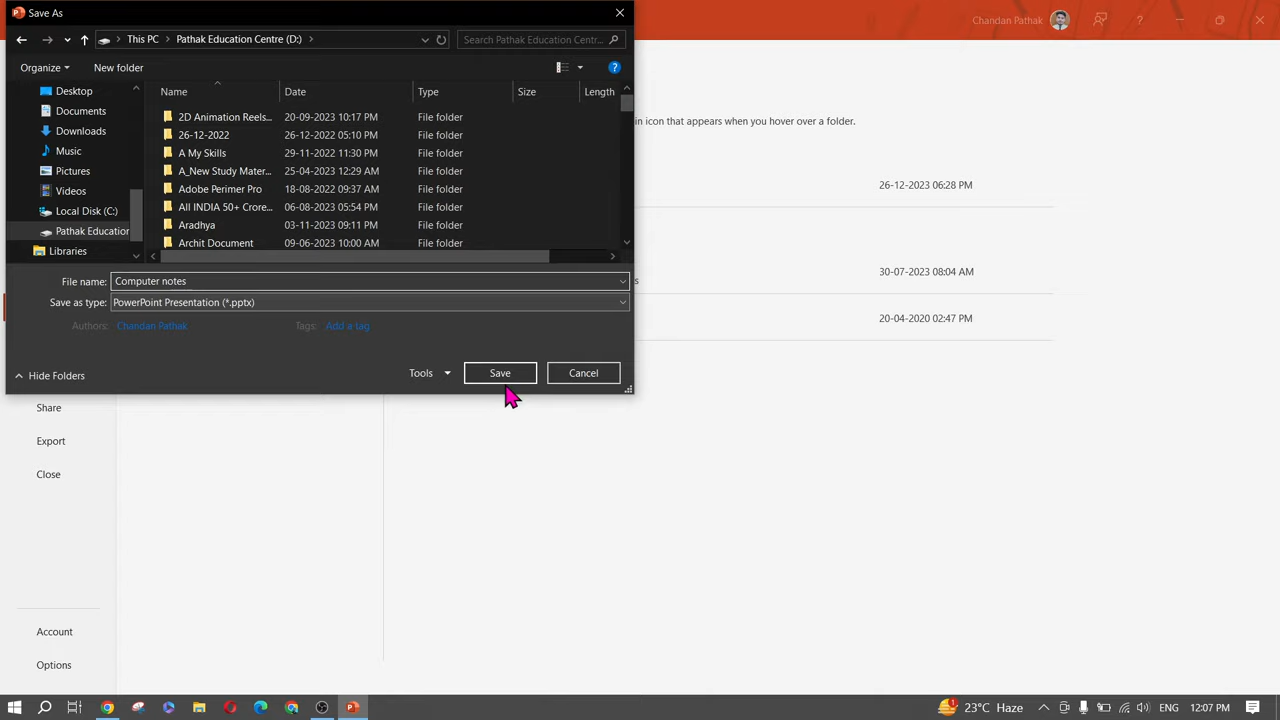 Save As
Chandan Pathak
?
This PC > Pathak Education Centre (D:) >
Search Pathak Education Centr...
Organize
New folder
?
Name Date Type Size Length
Desktop
Documents
Downloads
Music
Pictures
Videos
Local Disk (C:)
Pathak Education
Libraries
2D Animation Reels... 20-09-2023 10:17 PM File folder
26-12-2022 26-12-2022 05:10 PM File folder
A My Skills 29-11-2022 11:30 PM File folder
A_New Study Mater... 25-04-2023 12:29 AM File folder
Adobe Perimer Pro 18-08-2022 09:37 AM File folder
All INDIA 50+ Crore... 06-08-2023 05:54 PM File folder
Aradhya 03-11-2023 09:11 PM File folder
Archit Document 09-06-2023 10:00 AM File folder
in icon that appears when you hover over a folder.
26-12-2023 06:28 PM
30-07-2023 08:04 AM
s
20-04-2020 02:47 PM
File name: Computer notes
Save as type: PowerPoint Presentation (*.pptx)
Authors: Chandan Pathak Tags: Add a tag
Hide Folders
Tools Save Cancel
Share
Export
Close
Account
Options
1 23°C Haze ENG 12:07 PM